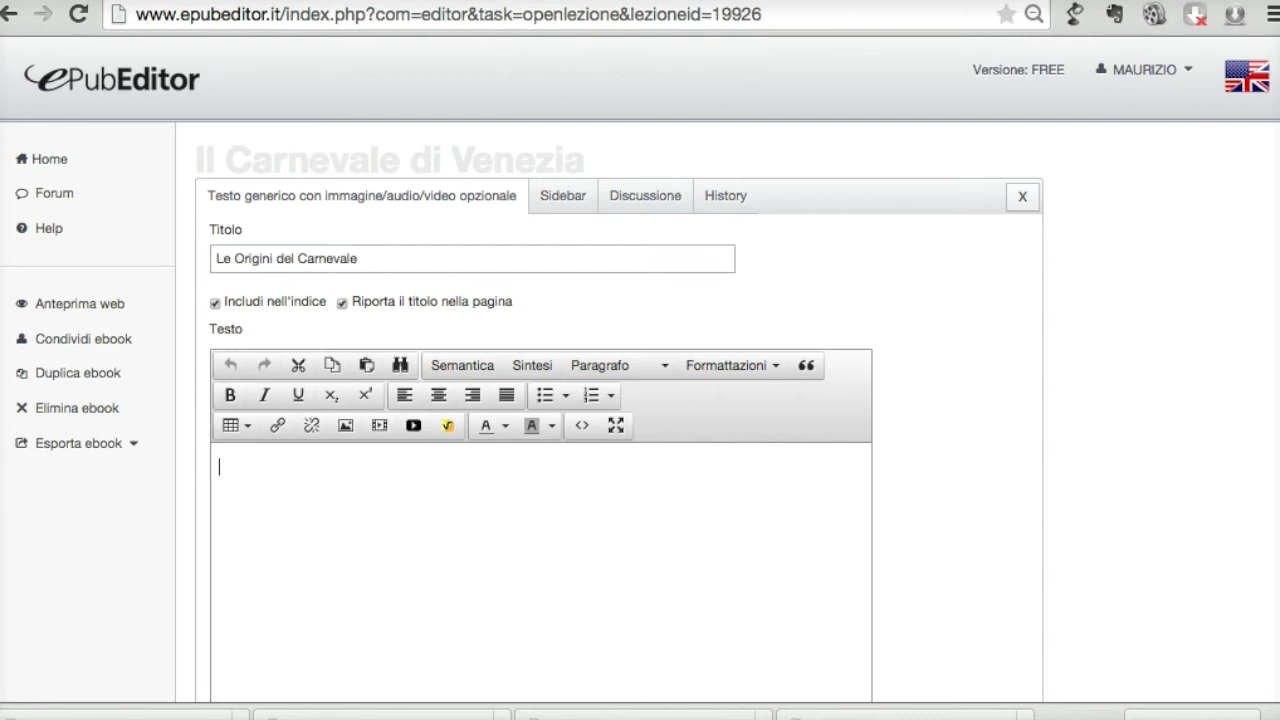 www.epubeditor.it/index.php?com=editor&task=openlezione&lezioneid=19926
ePubEditor
Versione: FREE
MAURIZIO
Home
Forum
Help
Anteprima web
Condividi ebook
Duplica ebook
Elimina ebook
Esporta ebook
Il Carnevale di Venezia
Testo generico con immagine/audio/video opzionale
Sidebar
Discussione
History
X
Titolo
Le Origini del Carnevale
Includi nell'indice
Riporta il titolo nella pagina
Testo
Semantica
Sintesi
Paragrafo
Formattazioni
B
I
U
x₂
x²
A
A